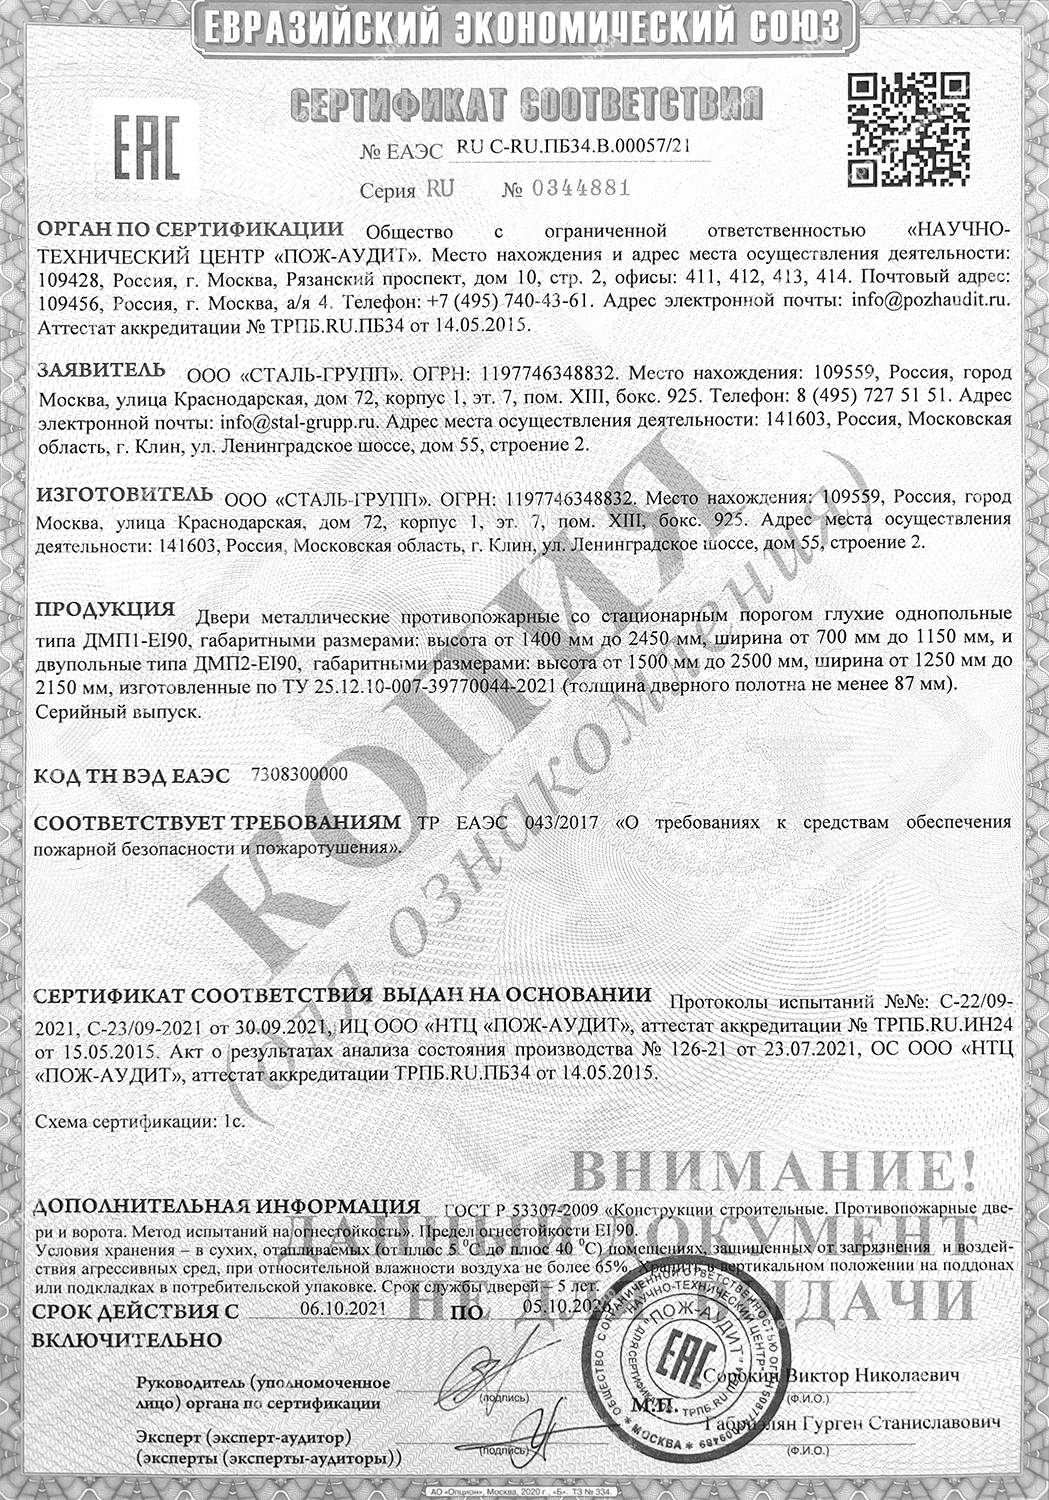 ЕВРАЗИЙСКИЙ ЭКОНОМИЧЕСКИЙ СОЮЗ
СЕРТИФИКАТ СООТВЕТСТВИЯ
EAC
№ ЕАЭС RU С-RU.ПБ34.В.00057/21
Серия RU № 0344881
ОРГАН ПО СЕРТИФИКАЦИИ Общество с ограниченной ответственностью «НАУЧНО-
ТЕХНИЧЕСКИЙ ЦЕНТР «ПОЖ-АУДИТ». Место нахождения и адрес места осуществления деятельности:
109428, Россия, г. Москва, Рязанский проспект, дом 10, стр. 2, офисы: 411, 412, 413, 414. Почтовый адрес:
109456, Россия, г. Москва, а/я 4. Телефон: +7 (495) 740-43-61. Адрес электронной почты: info@pozhaudit.ru.
Аттестат аккредитации № ТРПБ.RU.ПБ34 от 14.05.2015.
ЗАЯВИТЕЛЬ ООО «СТАЛЬ-ГРУПП». ОГРН: 1197746348832. Место нахождения: 109559, Россия, город
Москва, улица Краснодарская, дом 72, корпус 1, эт. 7, пом. XIII, бокс. 925. Телефон: 8 (495) 727 51 51. Адрес
электронной почты: info@stal-grupp.ru. Адрес места осуществления деятельности: 141603, Россия, Московская
область, г. Клин, ул. Ленинградское шоссе, дом 55, строение 2.
ИЗГОТОВИТЕЛЬ ООО «СТАЛЬ-ГРУПП». ОГРН: 1197746348832. Место нахождения: 109559, Россия, город
Москва, улица Краснодарская, дом 72, корпус 1, эт. 7, пом. XIII, бокс. 925. Адрес места осуществления
деятельности: 141603, Россия, Московская область, г. Клин, ул. Ленинградское шоссе, дом 55, строение 2.
ПРОДУКЦИЯ Двери металлические противопожарные со стационарным порогом глухие однопольные
типа ДМП1-EI90, габаритными размерами: высота от 1400 мм до 2450 мм, ширина от 700 мм до 1150 мм, и
двупольные типа ДМП2-EI90, габаритными размерами: высота от 1500 мм до 2500 мм, ширина от 1250 мм до
2150 мм, изготовленные по ТУ 25.12.10-007-39770044-2021 (толщина дверного полотна не менее 87 мм).
Серийный выпуск.
КОД ТН ВЭД ЕАЭС 7308300000
СООТВЕТСТВУЕТ ТРЕБОВАНИЯМ ТР ЕАЭС 043/2017 «О требованиях к средствам обеспечения
пожарной безопасности и пожаротушения».
КОПИЯ
(для ознакомления)
СЕРТИФИКАТ СООТВЕТСТВИЯ ВЫДАН НА ОСНОВАНИИ Протоколы испытаний №№: С-22/09-
2021, С-23/09-2021 от 30.09.2021, ИЦ ООО «НТЦ «ПОЖ-АУДИТ», аттестат аккредитации № ТРПБ.RU.ИН24
от 15.05.2015. Акт о результатах анализа состояния производства № 126-21 от 23.07.2021, ОС ООО «НТЦ
«ПОЖ-АУДИТ», аттестат аккредитации ТРПБ.RU.ПБ34 от 14.05.2015.
Схема сертификации: 1с.
ВНИМАНИЕ!
ДАННЫЙ ДОКУМЕНТ
НЕ ДЛЯ ВЫДАЧИ
ДОПОЛНИТЕЛЬНАЯ ИНФОРМАЦИЯ ГОСТ Р 53307-2009 «Конструкции строительные. Противопожарные две-
ри и ворота. Метод испытаний на огнестойкость». Предел огнестойкости EI 90.
Условия хранения – в сухих, отапливаемых (от плюс 5 ⁰С до плюс 40 ⁰С) помещениях, защищенных от загрязнения и воздей-
ствия агрессивных сред, при относительной влажности воздуха не более 65%. Хранить в вертикальном положении на поддонах
или подкладках в потребительской упаковке. Срок службы дверей – 5 лет.
СРОК ДЕЙСТВИЯ С 06.10.2021 ПО 05.10.2026
ВКЛЮЧИТЕЛЬНО
Руководитель (уполномоченное
лицо) органа по сертификации
(подпись)
Сорокин Виктор Николаевич
(Ф.И.О.)
М.П.
Эксперт (эксперт-аудитор)
(эксперты (эксперты-аудиторы))
(подпись)
Габриэлян Гурген Станиславович
(Ф.И.О.)
ОБЩЕСТВО С ОГРАНИЧЕННОЙ ОТВЕТСТВЕННОСТЬЮ
МОСКВА
НАУЧНО-ТЕХНИЧЕСКИЙ ЦЕНТР
"ПОЖ-АУДИТ"
ДЛЯ СЕРТИФИКАТОВ
ТРПБ.RU.ПБ34
EAC
АО «Опцион», Москва, 2020 г., «Б». ТЗ № 334.